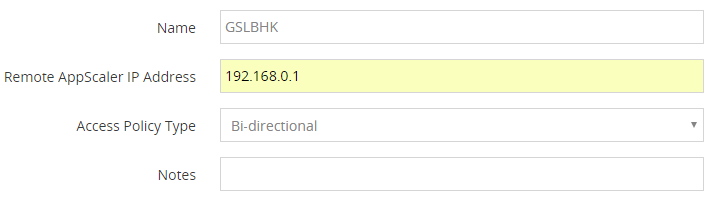 Name GSLBHK
Remote AppScaler IP Address 192.168.0.1
Access Policy Type Bi-directional
Notes